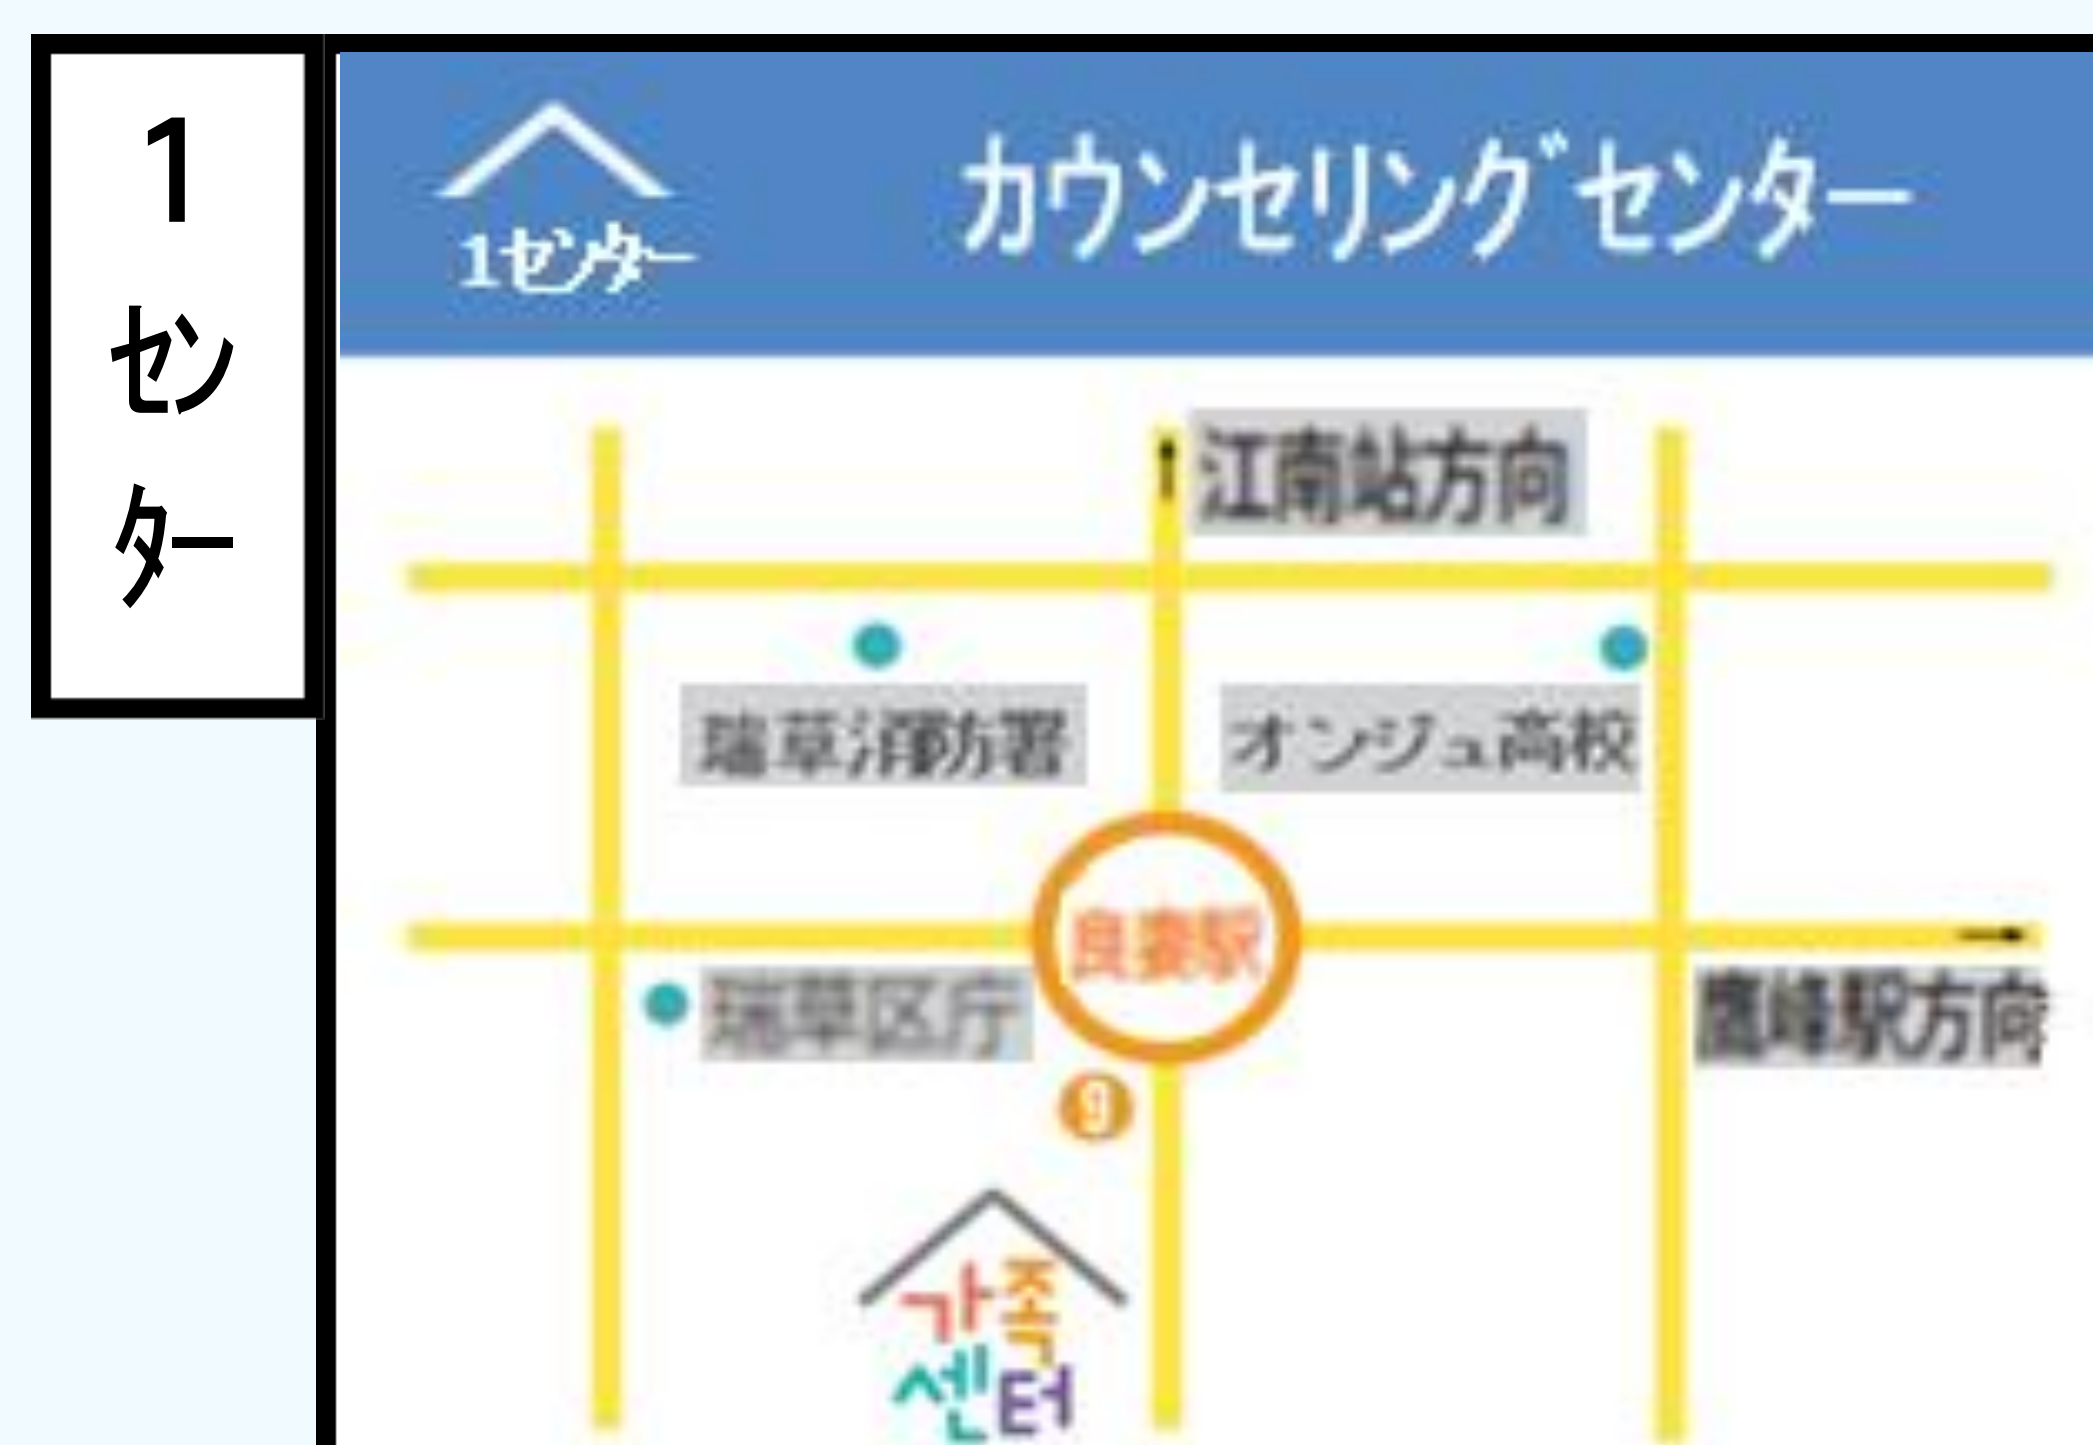 1
セン
ター
1センター
カウンセリングセンター
江南站方向
瑞草消防署
オンジュ高校
良妻駅
瑞草区庁
鷹峰駅方向
9
가족
센터